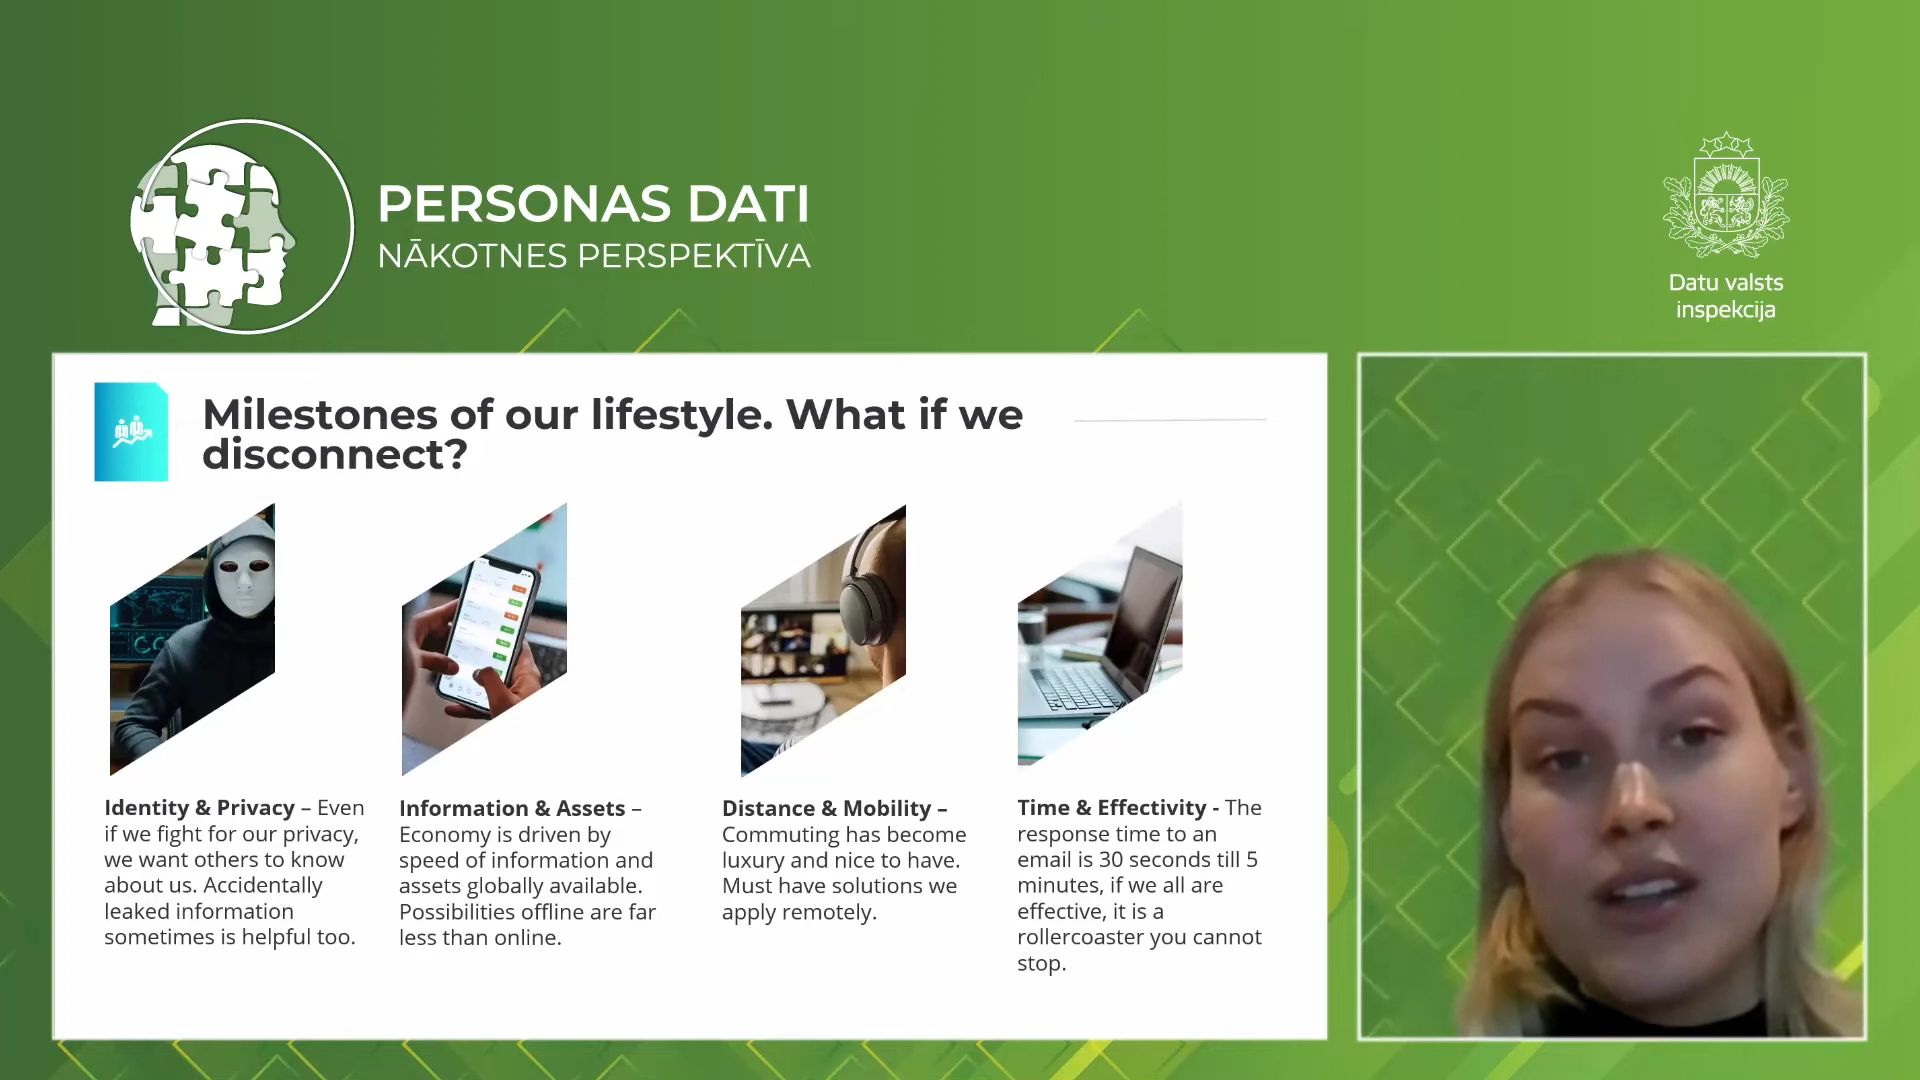 PERSONAS DATI
NĀKOTNES PERSPEKTĪVA
Datu valsts
inspekcija
Milestones of our lifestyle. What if we
disconnect?
Identity & Privacy – Even
if we fight for our privacy,
we want others to know
about us. Accidentally
leaked information
sometimes is helpful too.
Information & Assets –
Economy is driven by
speed of information and
assets globally available.
Possibilities offline are far
less than online.
Distance & Mobility –
Commuting has become
luxury and nice to have.
Must have solutions we
apply remotely.
Time & Effectivity - The
response time to an
email is 30 seconds till 5
minutes, if we all are
effective, it is a
rollercoaster you cannot
stop.